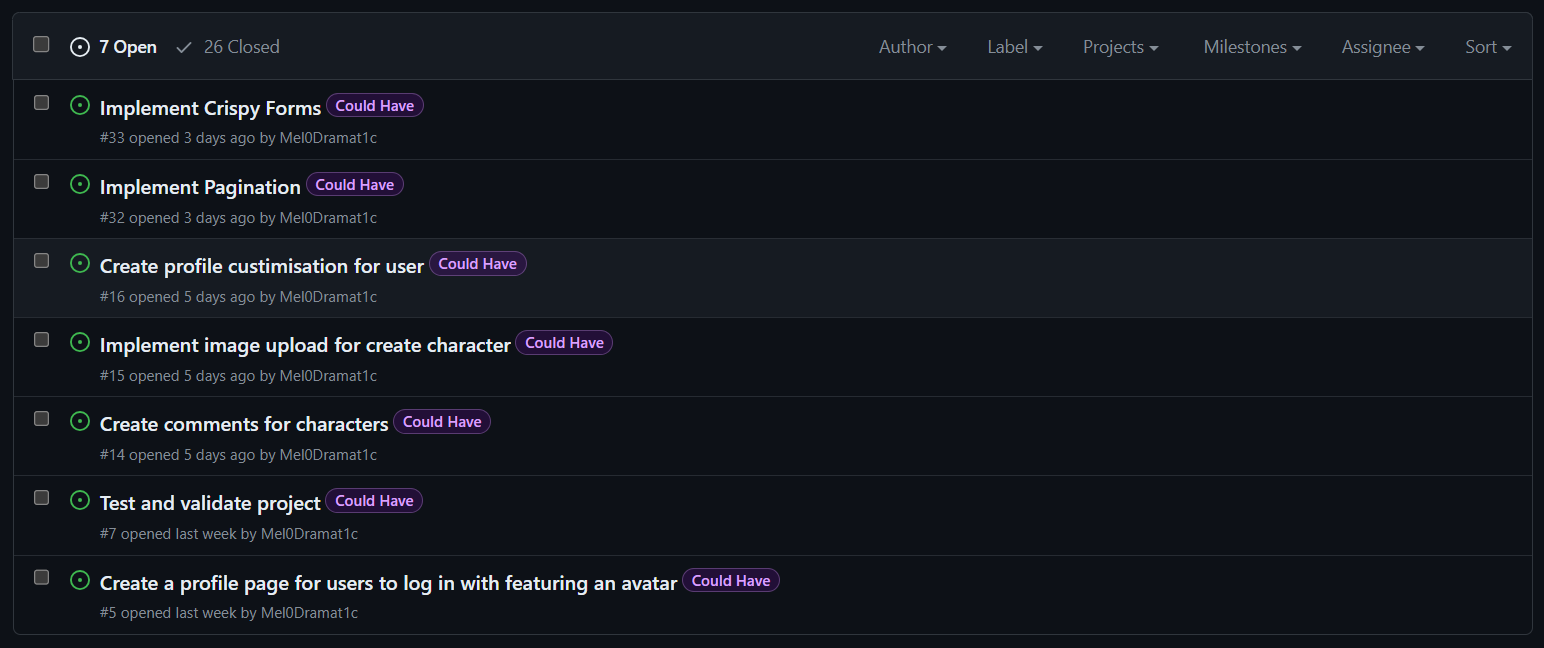 7 Open 26 Closed Author Label Projects Milestones Assignee Sort
Implement Crispy Forms Could Have
#33 opened 3 days ago by Mel0Dramat1c
Implement Pagination Could Have
#32 opened 3 days ago by Mel0Dramat1c
Create profile custimisation for user Could Have
#16 opened 5 days ago by Mel0Dramat1c
Implement image upload for create character Could Have
#15 opened 5 days ago by Mel0Dramat1c
Create comments for characters Could Have
#14 opened 5 days ago by Mel0Dramat1c
Test and validate project Could Have
#7 opened last week by Mel0Dramat1c
Create a profile page for users to log in with featuring an avatar Could Have
#5 opened last week by Mel0Dramat1c